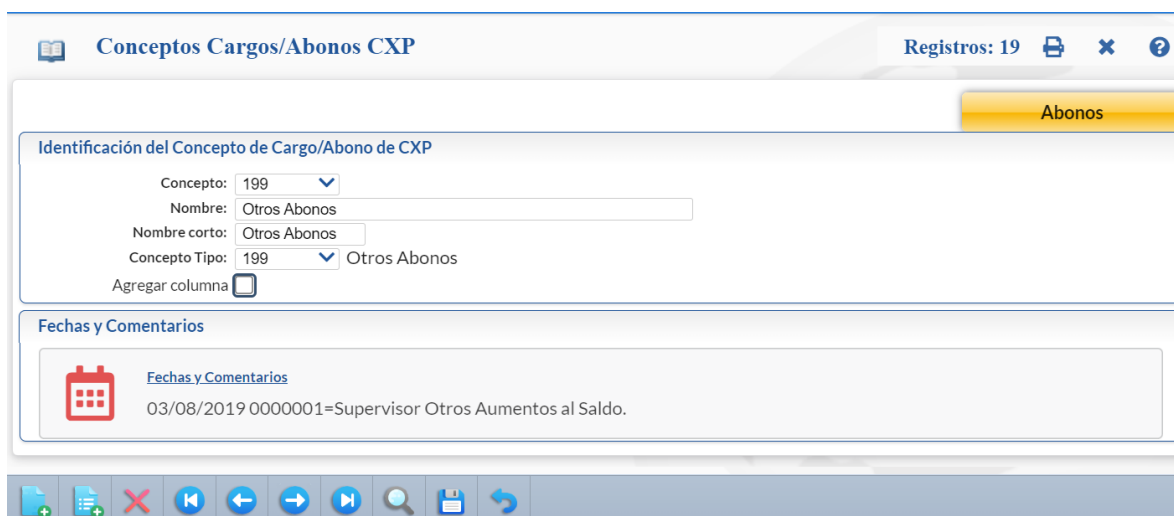 Conceptos Cargos/Abonos CXP
Registros: 19
Abonos
Identificación del Concepto de Cargo/Abono de CXP
Concepto: 199
Nombre: Otros Abonos
Nombre corto: Otros Abonos
Concepto Tipo: 199 Otros Abonos
Agregar columna
Fechas y Comentarios
Fechas y Comentarios
03/08/2019 0000001=Supervisor Otros Aumentos al Saldo.